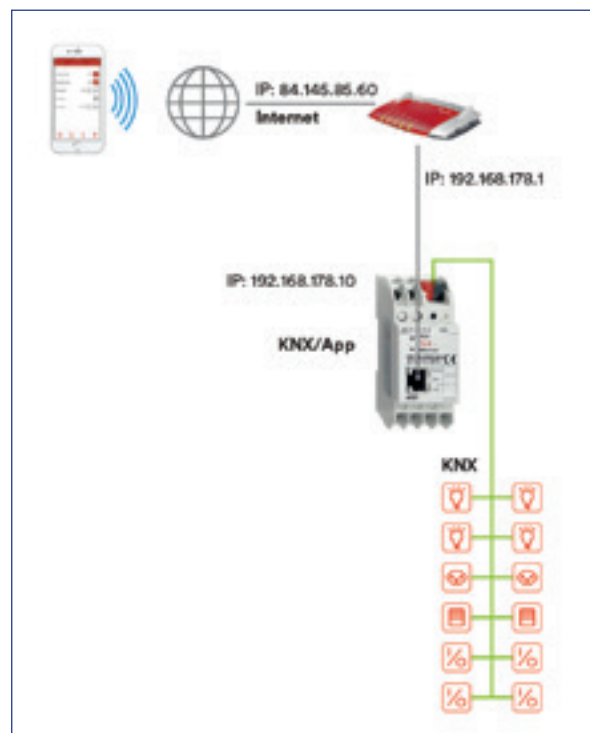 IP: 84.145.85.60
Internet
IP: 192.168.178.1
IP: 192.168.178.10
KNX/App
KNX